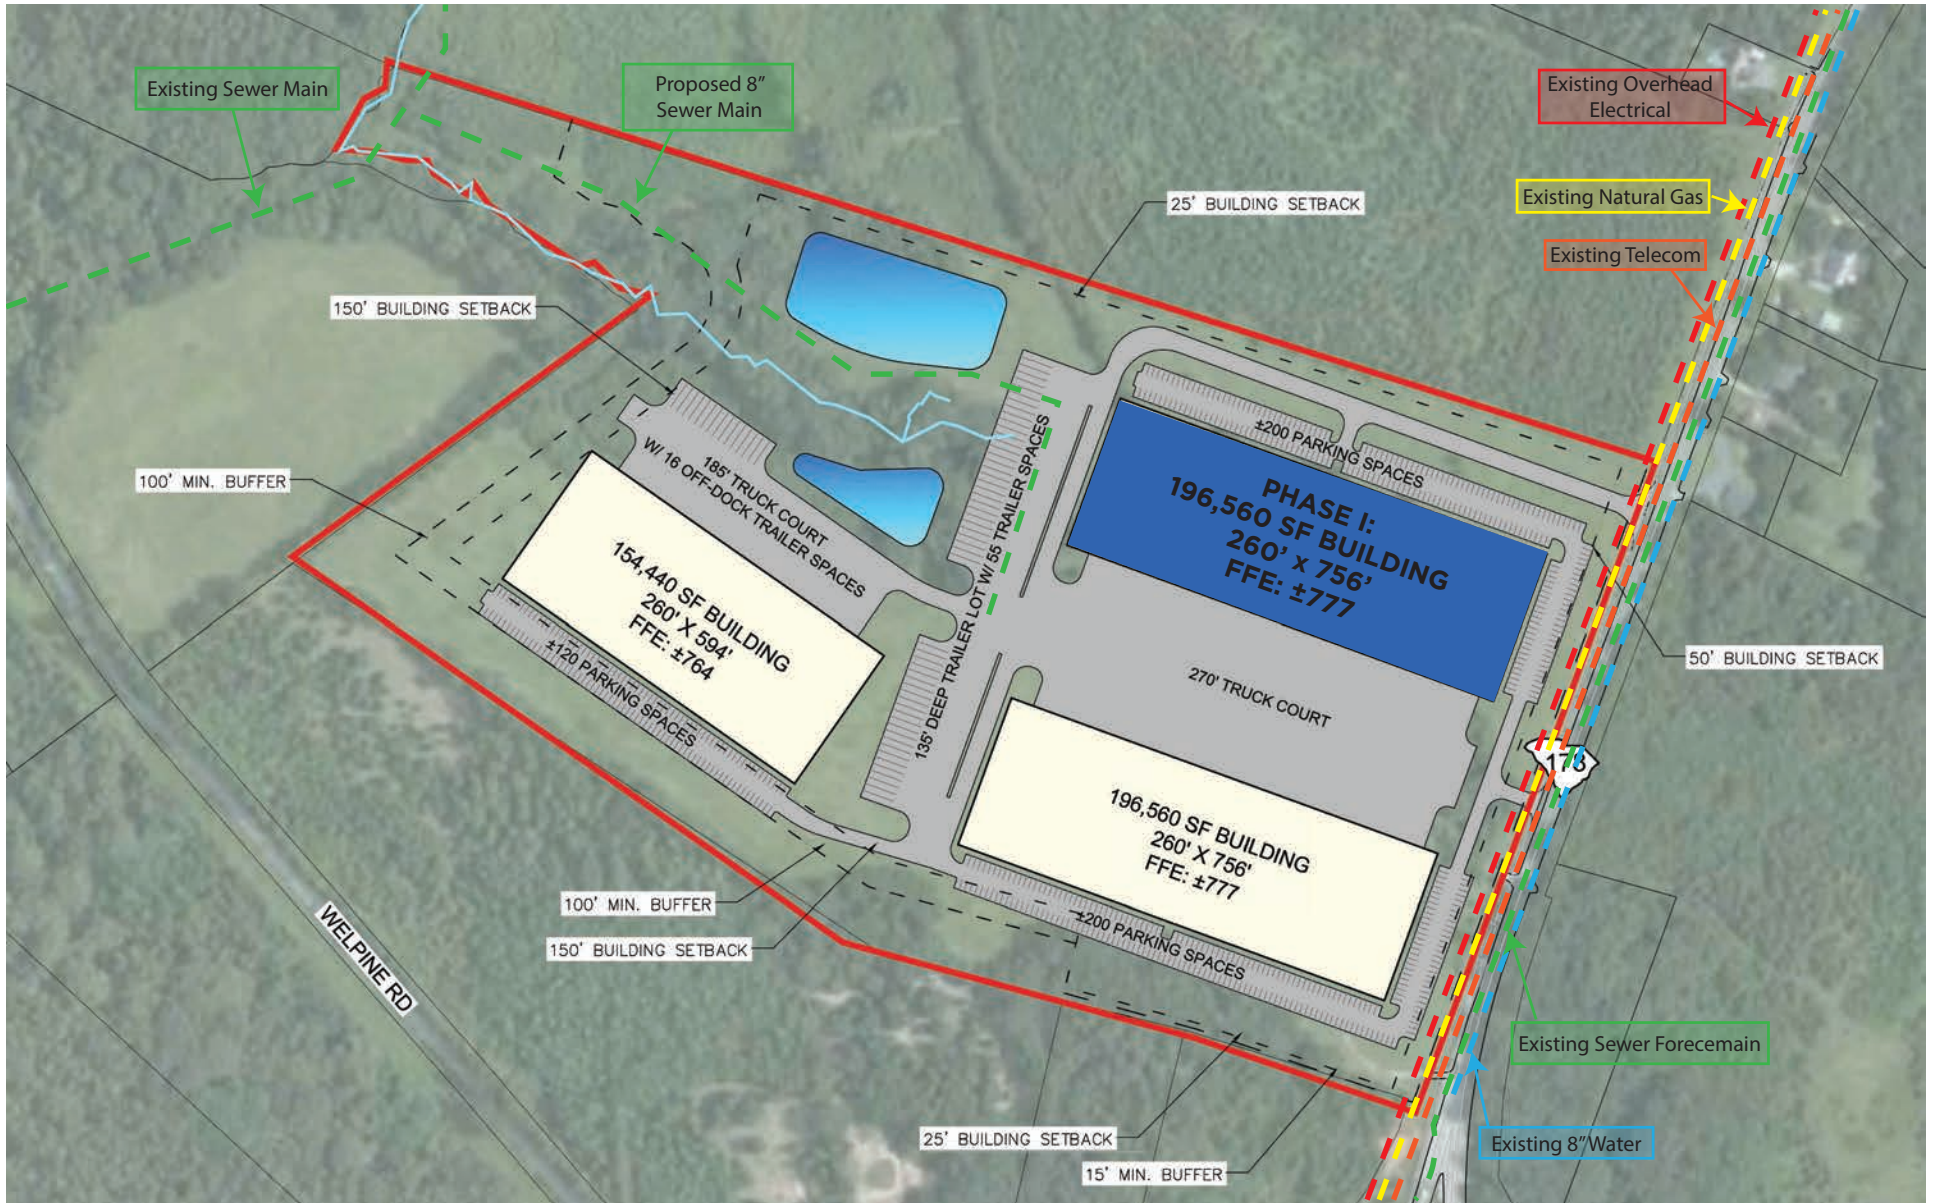 Existing Sewer Main
Proposed 8”
Sewer Main
Existing Overhead
Electrical
Existing Natural Gas
Existing Telecom
25' BUILDING SETBACK
150' BUILDING SETBACK
100' MIN. BUFFER
185' TRUCK COURT
W/ 16 OFF-DOCK TRAILER SPACES
154,440 SF BUILDING
260' X 594'
FFE: ±764
±120 PARKING SPACES
135' DEEP TRAILER LOT W/ 55 TRAILER SPACES
±200 PARKING SPACES
PHASE I:
196,560 SF BUILDING
260’ x 756’
FFE: ±777
270' TRUCK COURT
50' BUILDING SETBACK
178
196,560 SF BUILDING
260' X 756'
FFE: ±777
±200 PARKING SPACES
100' MIN. BUFFER
150' BUILDING SETBACK
WELPINE RD
Existing Sewer Forecemain
Existing 8” Water
25' BUILDING SETBACK
15' MIN. BUFFER